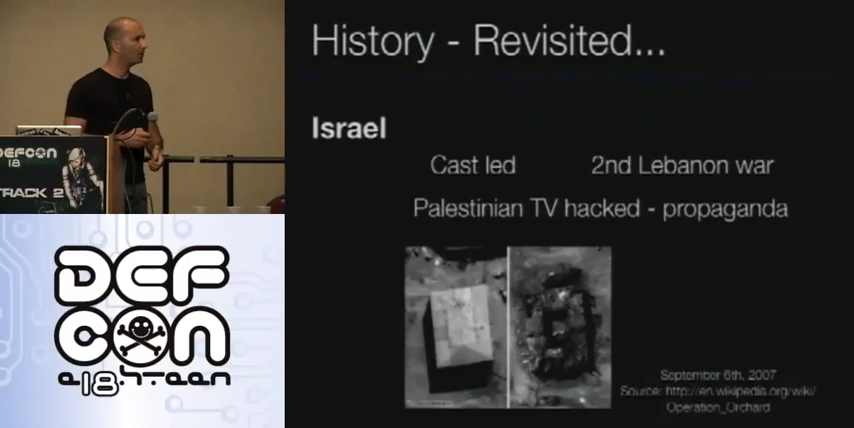 History - Revisited...
Israel
Cast led 2nd Lebanon war
Palestinian TV hacked - propaganda
September 6th, 2007
Source: http://en.wikipedia.org/wiki/
Operation_Orchard
DEFCON
18
TRACK 2
DEF
CON
e18hteen